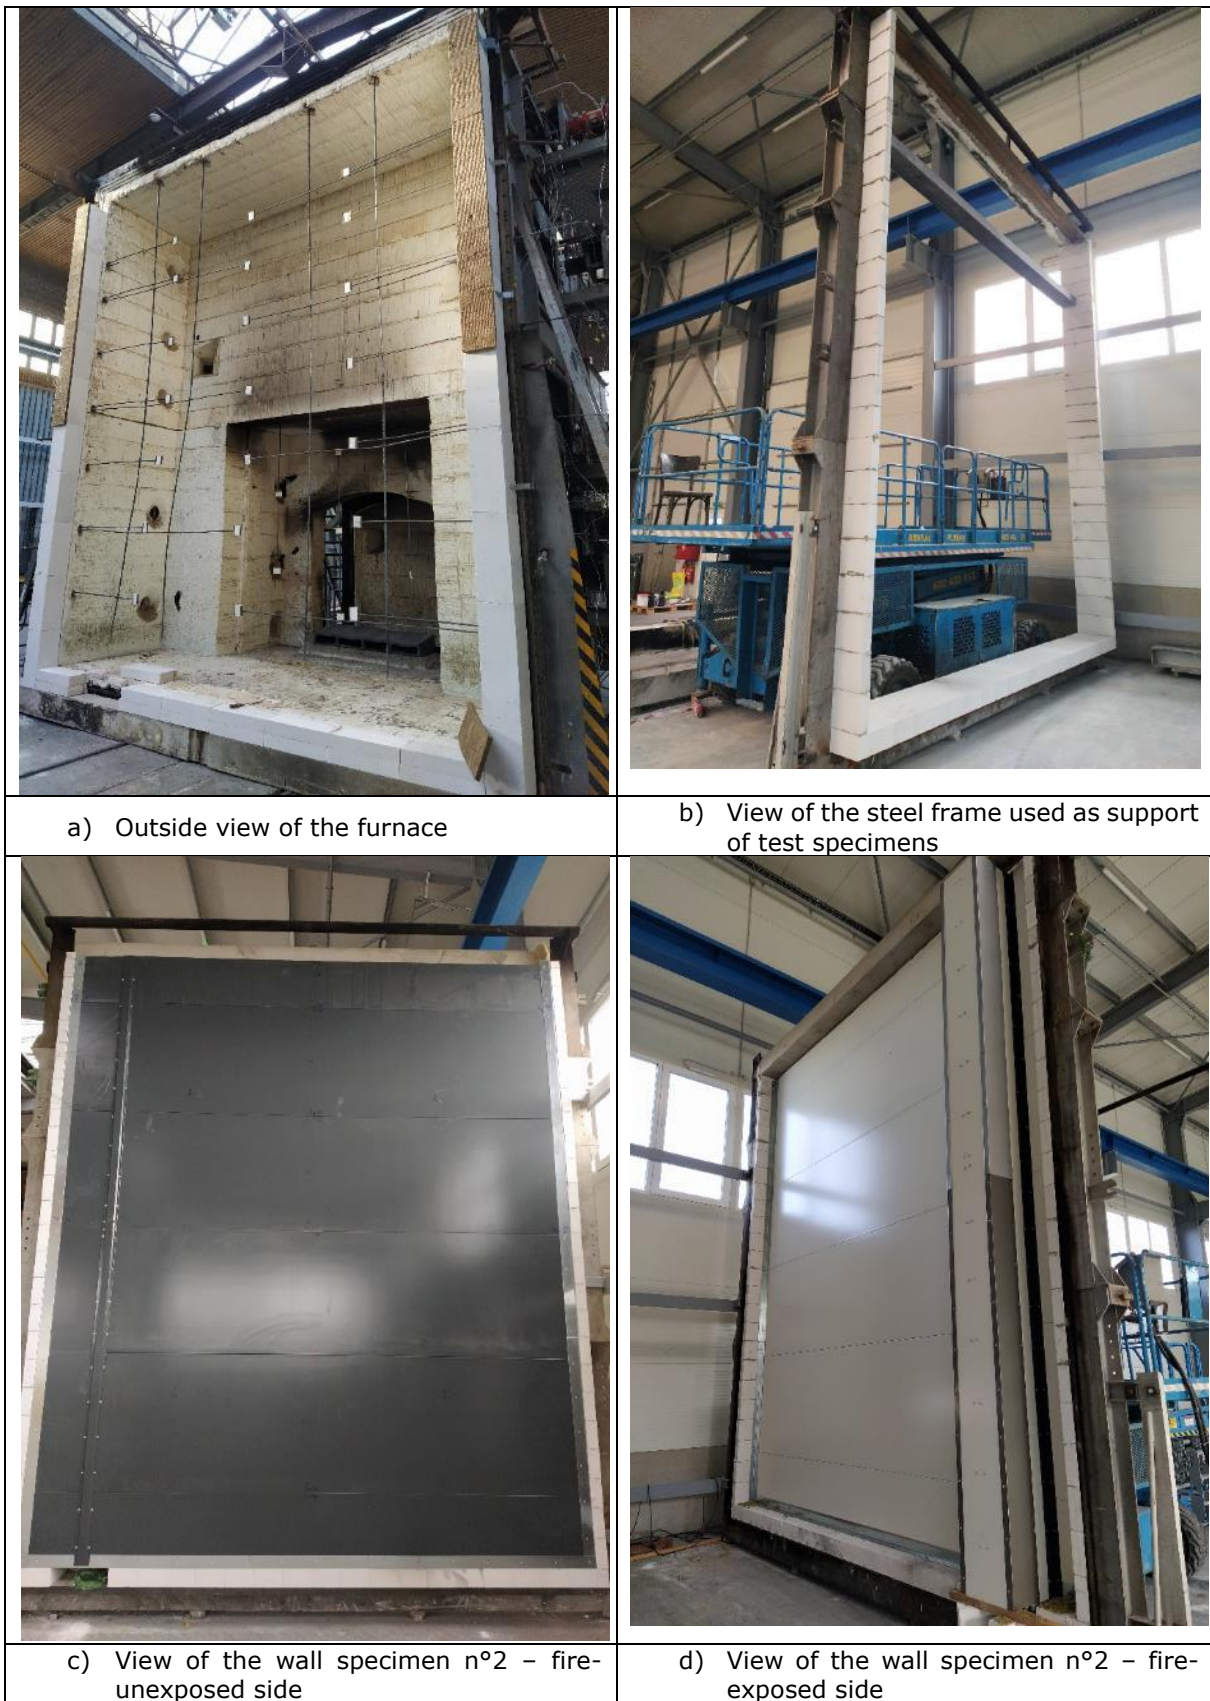 a) Outside view of the furnace
b) View of the steel frame used as support
of test specimens
c) View of the wall specimen n°2 – fire-
unexposed side
d) View of the wall specimen n°2 – fire-
exposed side